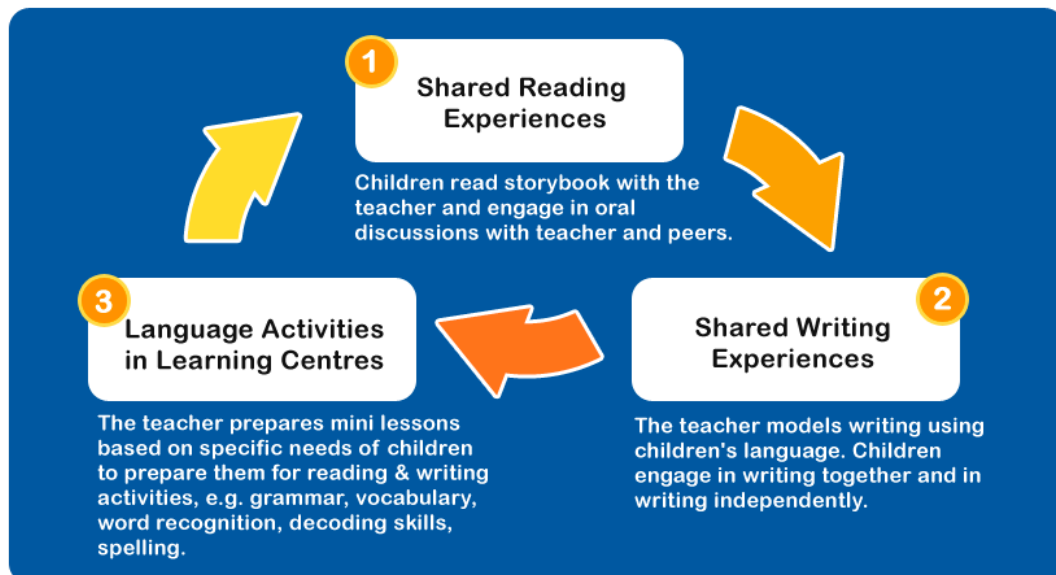 1
Shared Reading
Experiences
Children read storybook with the
teacher and engage in oral
discussions with teacher and peers.
2
Shared Writing
Experiences
The teacher models writing using
children's language. Children
engage in writing together and in
writing independently.
3
Language Activities
in Learning Centres
The teacher prepares mini lessons
based on specific needs of children
to prepare them for reading & writing
activities, e.g. grammar, vocabulary,
word recognition, decoding skills,
spelling.